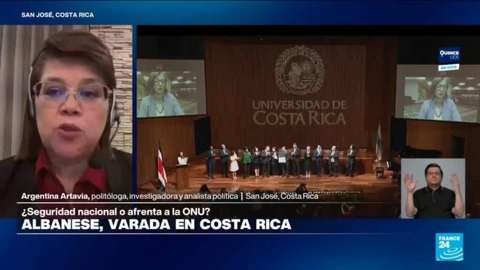 SAN JOSÉ, COSTA RICA
QUINCE
UCR
UNIVERSIDAD DE
COSTA RICA
Argentina Artavia, politóloga, investigadora y analista política | San José, Costa Rica
¿Seguridad nacional o afrenta a la ONU?
ALBANESE, VARADA EN COSTA RICA
FRANCE
24